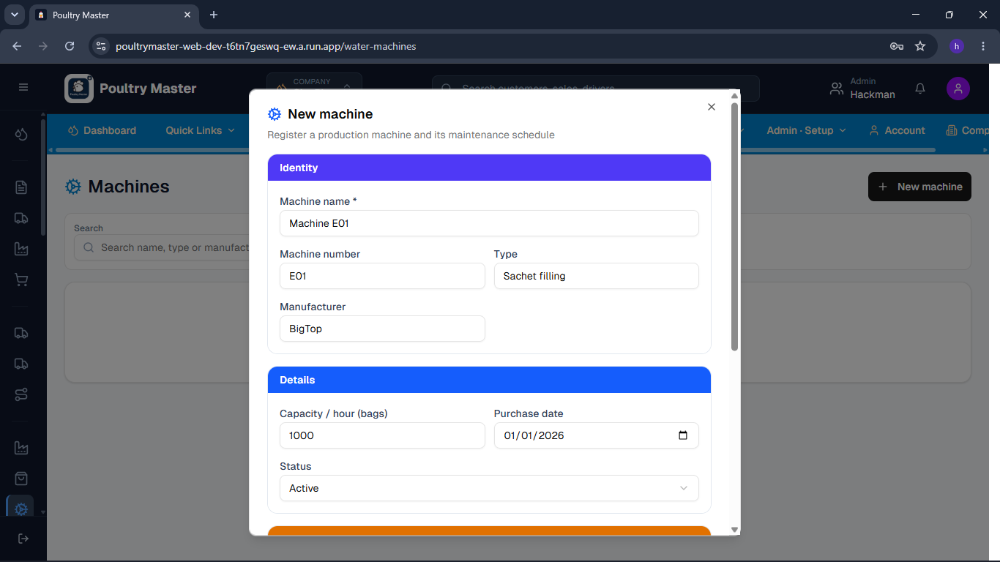 Poultry Master
poultrymaster-web-dev-t6tn7geswq-ew.a.run.app/water-machines
h
Poultry Master
COMPANY
Search customers, sales, drivers
Admin
Hackman
Dashboard
Quick Links
Admin · Setup
Account
Comp
Machines
New machine
Search
Search name, type or manufact
New machine
Register a production machine and its maintenance schedule
Identity
Machine name *
Machine E01
Machine number
Type
E01
Sachet filling
Manufacturer
BigTop
Details
Capacity / hour (bags)
Purchase date
1000
01/01/2026
Status
Active